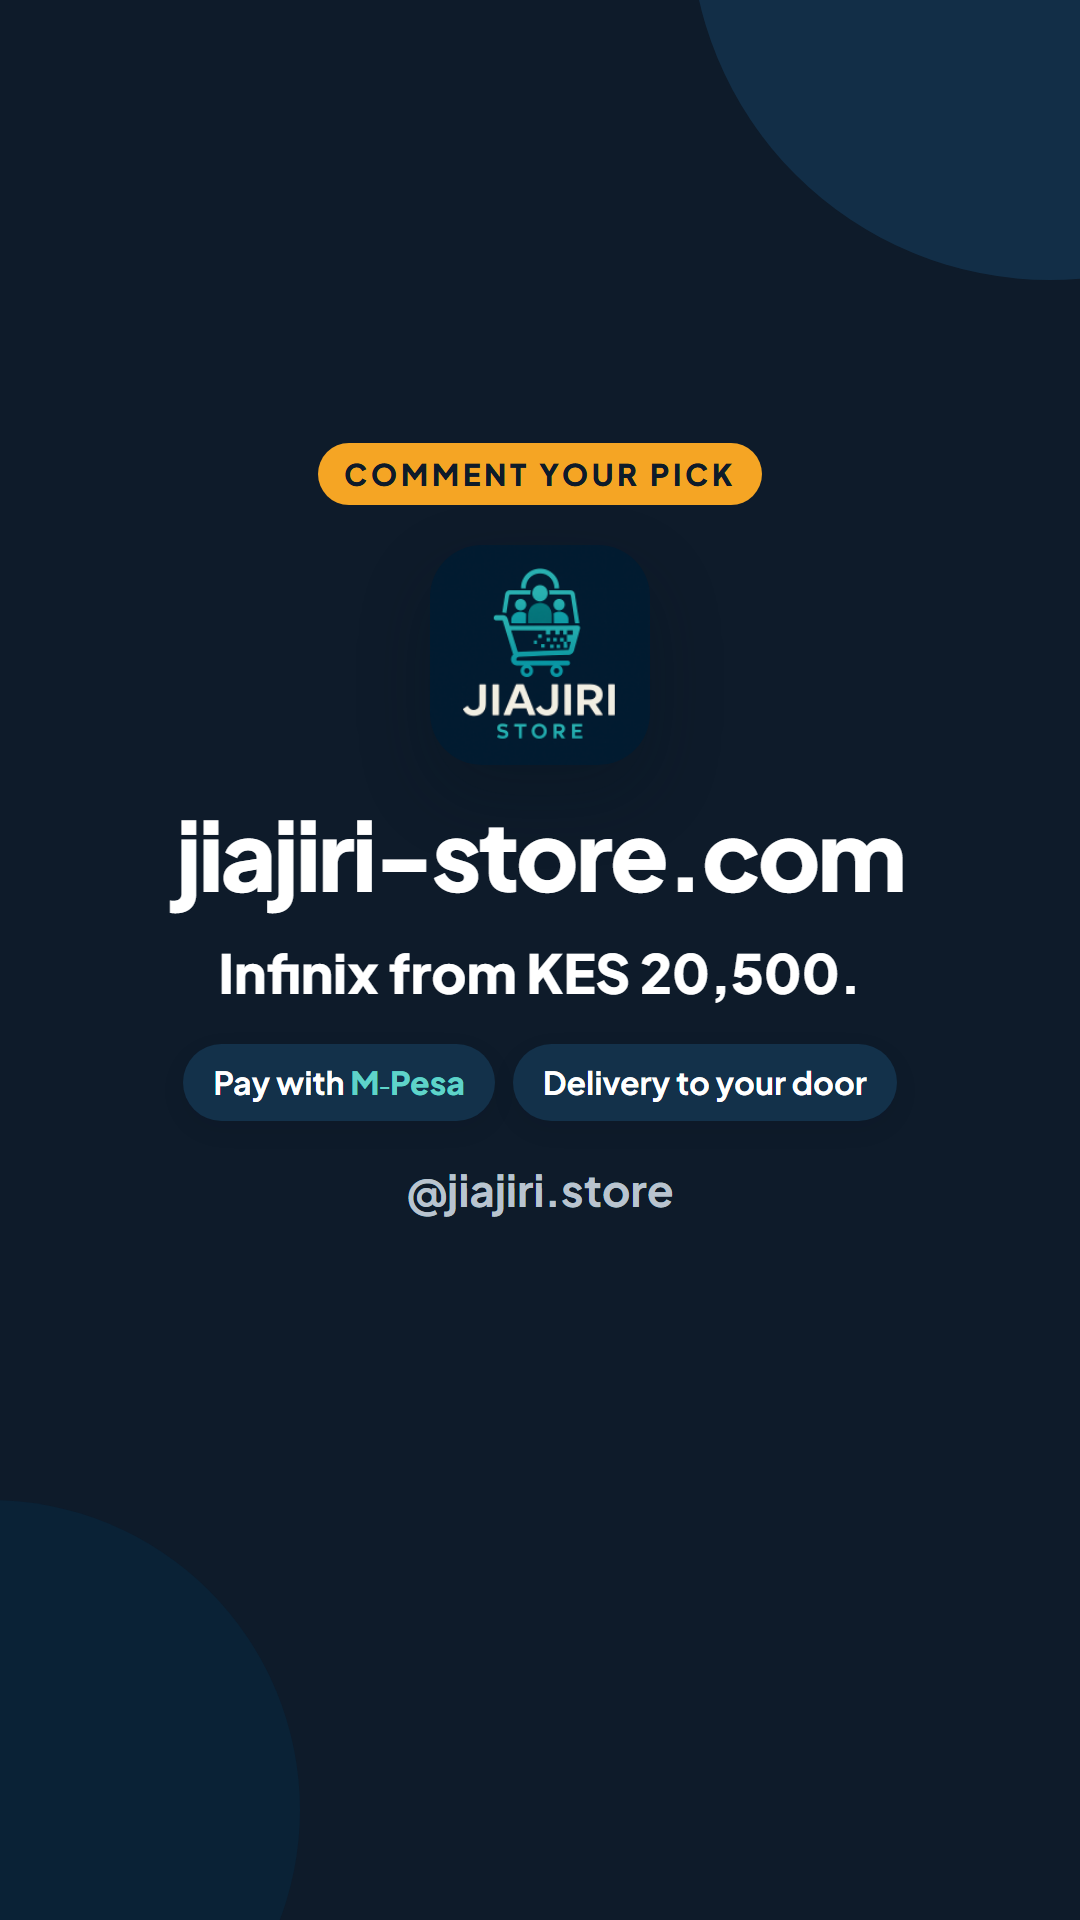 COMMENT YOUR PICK
JIAJIRI
STORE
jiajiri-store.com
Infinix from KES 20,500.
Pay with M-Pesa
Delivery to your door
@jiajiri.store